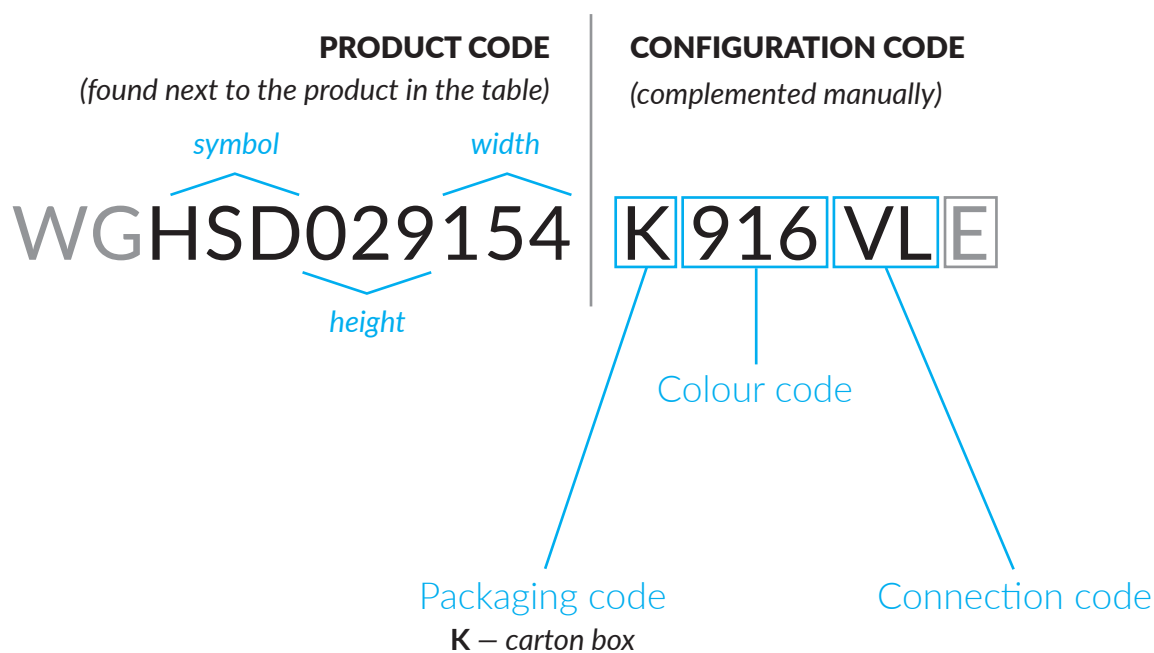 PRODUCT CODE
(found next to the product in the table)
CONFIGURATION CODE
(complemented manually)
symbol
width
WGHSD029154 K 916 VL E
height
Colour code
Packaging code
K – carton box
Connection code